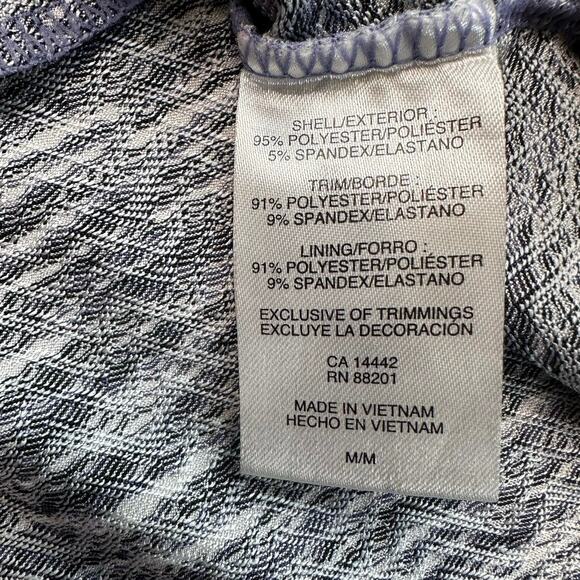 SHELL/EXTERIOR :
95% POLYESTER/POLIÉSTER
5% SPANDEX/ELASTANO
TRIM/BORDE :
91% POLYESTER/POLIÉSTER
9% SPANDEX/ELASTANO
LINING/FORRO :
91% POLYESTER/POLIÉSTER
9% SPANDEX/ELASTANO
EXCLUSIVE OF TRIMMINGS
EXCLUYE LA DECORACIÓN
CA 14442
RN 88201
MADE IN VIETNAM
HECHO EN VIETNAM
M/M